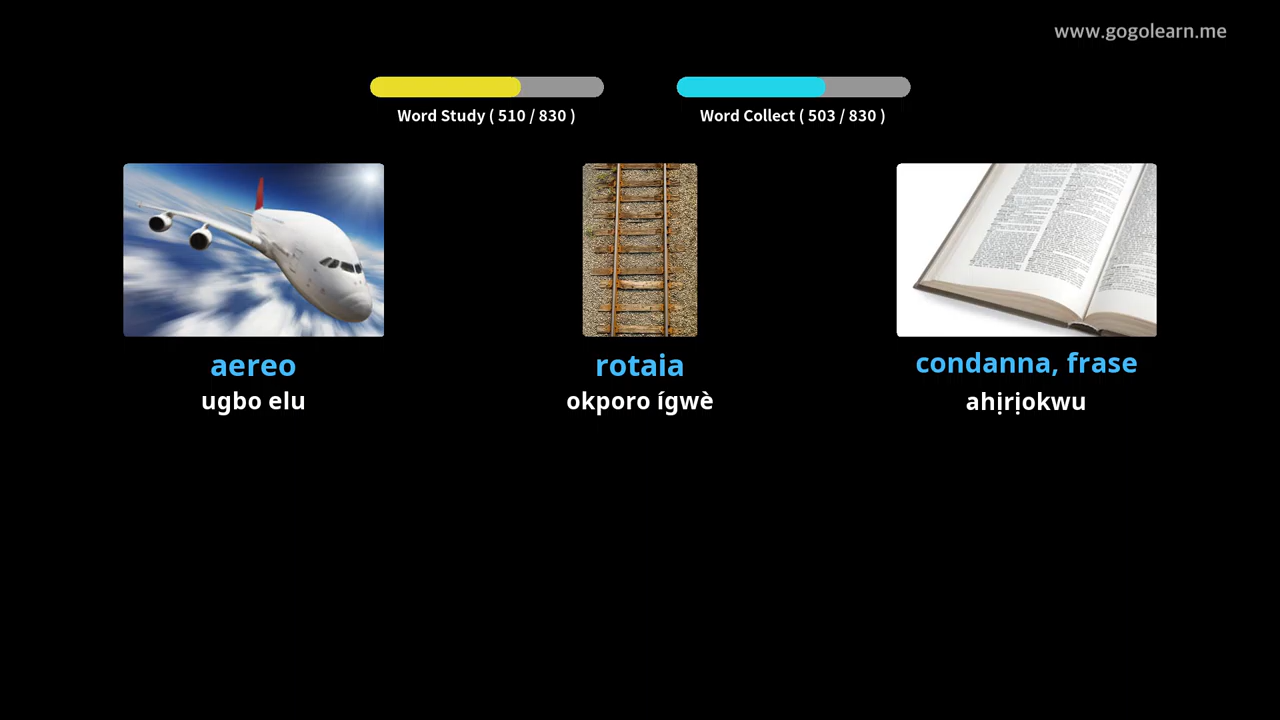 www.gogolearn.me
Word Study ( 510 / 830 )
Word Collect ( 503 / 830 )
aereo
ugbo elu
rotaia
okporo ígwè
condanna, frase
ahịrịokwu